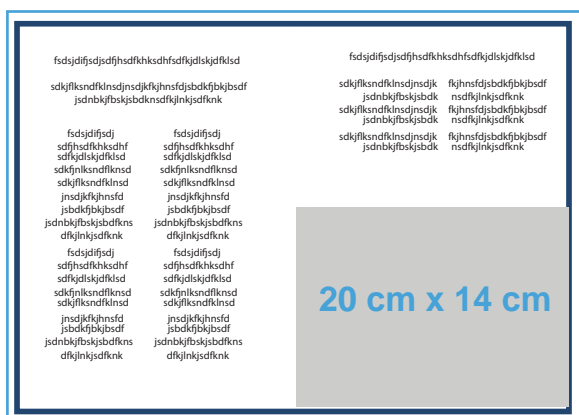 fsdsjdifjsdjsdfjhsdfkhksdhfsdfkjdlskjdfklsd
sdkjflksndfklnsdjnsdjkfkjhnsfdjsbdkfjbkjbsdf
jsdnbkjfbskjsbdknsdfkjlnkjsdfknk
fsdsjdifjsdj fsdsjdifjsdj
sdfjhsdfkhksdhf sdfjhsdfkhksdhf
sdfkjdlskjdfklsd sdfkjdlskjdfklsd
sdkfjnlksndflknsd sdkfjnlksndflknsd
sdkjflksndfklnsd sdkjflksndfklnsd
jnsdjkfkjhnsfd jnsdjkfkjhnsfd
jsbdkfjbkjbsdf jsbdkfjbkjbsdf
jsdnbkjfbskjsbdfkns jsdnbkjfbskjsbdfkns
dfkjlnkjsdfknk dfkjlnkjsdfknk
fsdsjdifjsdj fsdsjdifjsdj
sdfjhsdfkhksdhf sdfjhsdfkhksdhf
sdfkjdlskjdfklsd sdfkjdlskjdfklsd
sdkfjnlksndflknsd sdkfjnlksndflknsd
sdkjflksndfklnsd sdkjflksndfklnsd
jnsdjkfkjhnsfd jnsdjkfkjhnsfd
jsbdkfjbkjbsdf jsbdkfjbkjbsdf
jsdnbkjfbskjsbdfkns jsdnbkjfbskjsbdfkns
dfkjlnkjsdfknk dfkjlnkjsdfknk
fsdsjdifjsdjsdfjhsdfkhksdhfsdfkjdlskjdfklsd
sdkjflksndfklnsdjnsdjk fkjhnsfdjsbdkfjbkjbsdf
jsdnbkjfbskjsbdk nsdfkjlnkjsdfknk
sdkjflksndfklnsdjnsdjk fkjhnsfdjsbdkfjbkjbsdf
jsdnbkjfbskjsbdk nsdfkjlnkjsdfknk
sdkjflksndfklnsdjnsdjk fkjhnsfdjsbdkfjbkjbsdf
jsdnbkjfbskjsbdk nsdfkjlnkjsdfknk
20 cm x 14 cm